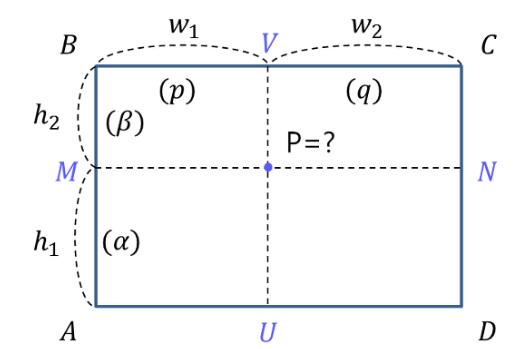 w₁ w₂
B V C
(p) (q)
h₂ (β)
P=?
M N
h₁ (α)
A U D